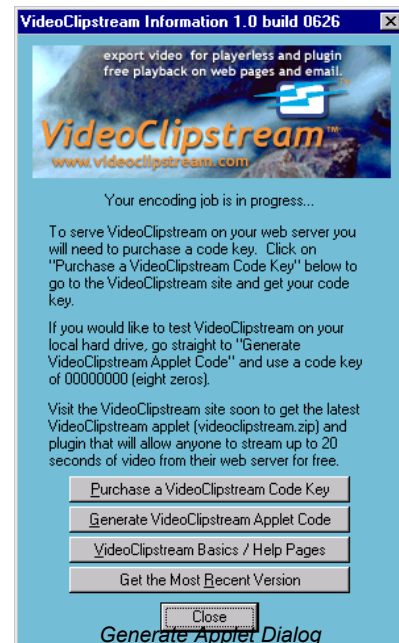 VideoClipstream Information 1.0 build 0626
export video for playerless and plugin
free playback on web pages and email.
VideoClipstream™
www.videoclipstream.com
Your encoding job is in progress...
To serve VideoClipstream on your web server you
will need to purchase a code key. Click on
"Purchase a VideoClipstream Code Key" below to
go to the VideoClipstream site and get your code
key.
If you would like to test VideoClipstream on your
local hard drive, go straight to "Generate
VideoClipstream Applet Code" and use a code key
of 00000000 (eight zeros).
Visit the VideoClipstream site soon to get the latest
VideoClipstream applet (videoclipstream.zip) and
plugin that will allow anyone to stream up to 20
seconds of video from their web server for free.
Purchase a VideoClipstream Code Key
Generate VideoClipstream Applet Code
VideoClipstream Basics / Help Pages
Get the Most Recent Version
Close
Generate Applet Dialog